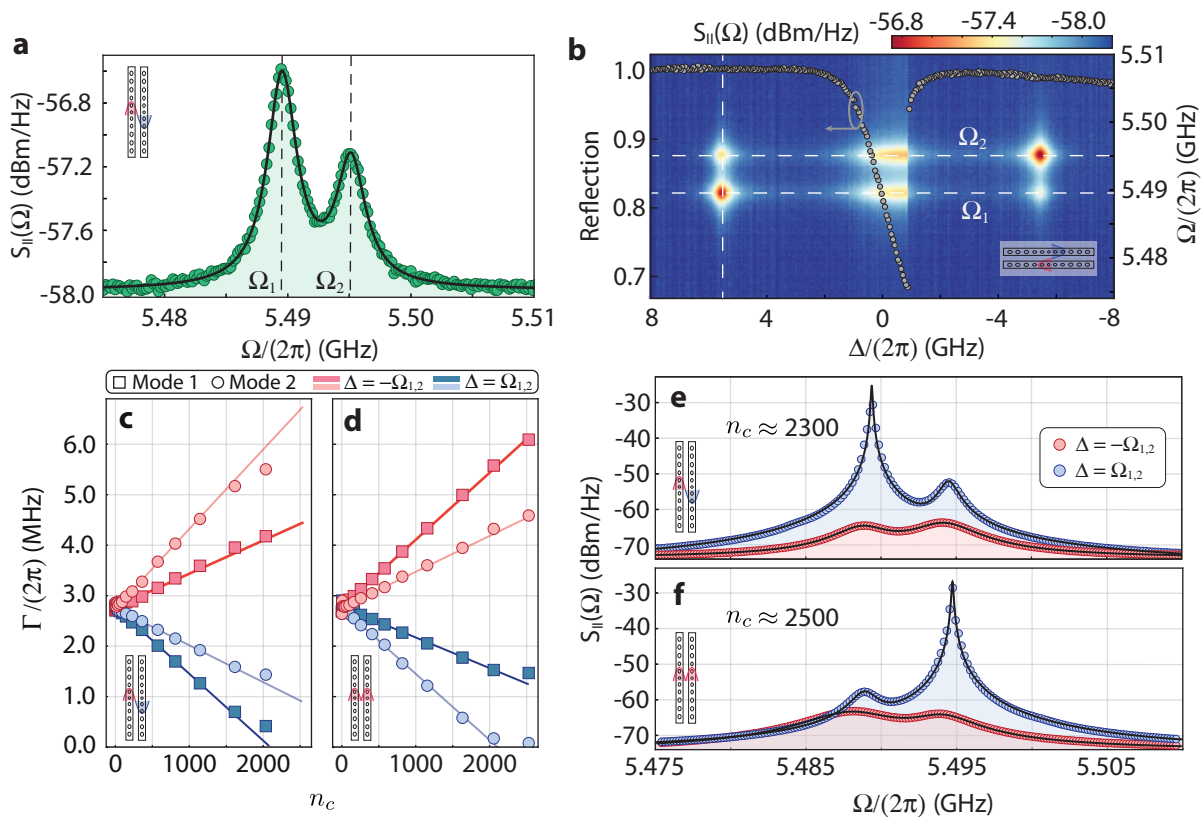 a
S_II(Ω) (dBm/Hz)
-56.8
-57.2
-57.6
-58.0
Ω₁
Ω₂
5.48
5.49
5.50
5.51
Ω/(2π) (GHz)
b
S_II(Ω) (dBm/Hz)
-56.8
-57.4
-58.0
Reflection
1.0
0.9
0.8
0.7
Ω₂
Ω₁
5.51
5.50
5.49
5.48
Ω/(2π) (GHz)
8
4
0
-4
-8
Δ/(2π) (GHz)
Mode 1
Mode 2
Δ = −Ω₁,₂
Δ = Ω₁,₂
c
Γ/(2π) (MHz)
6.0
5.0
4.0
3.0
2.0
1.0
0.0
0
1000
2000
d
0
1000
2000
n_c
e
n_c ≈ 2300
Δ = −Ω₁,₂
Δ = Ω₁,₂
-30
-40
-50
-60
-70
S_II(Ω) (dBm/Hz)
f
n_c ≈ 2500
-30
-40
-50
-60
-70
5.475
5.485
5.495
5.505
Ω/(2π) (GHz)